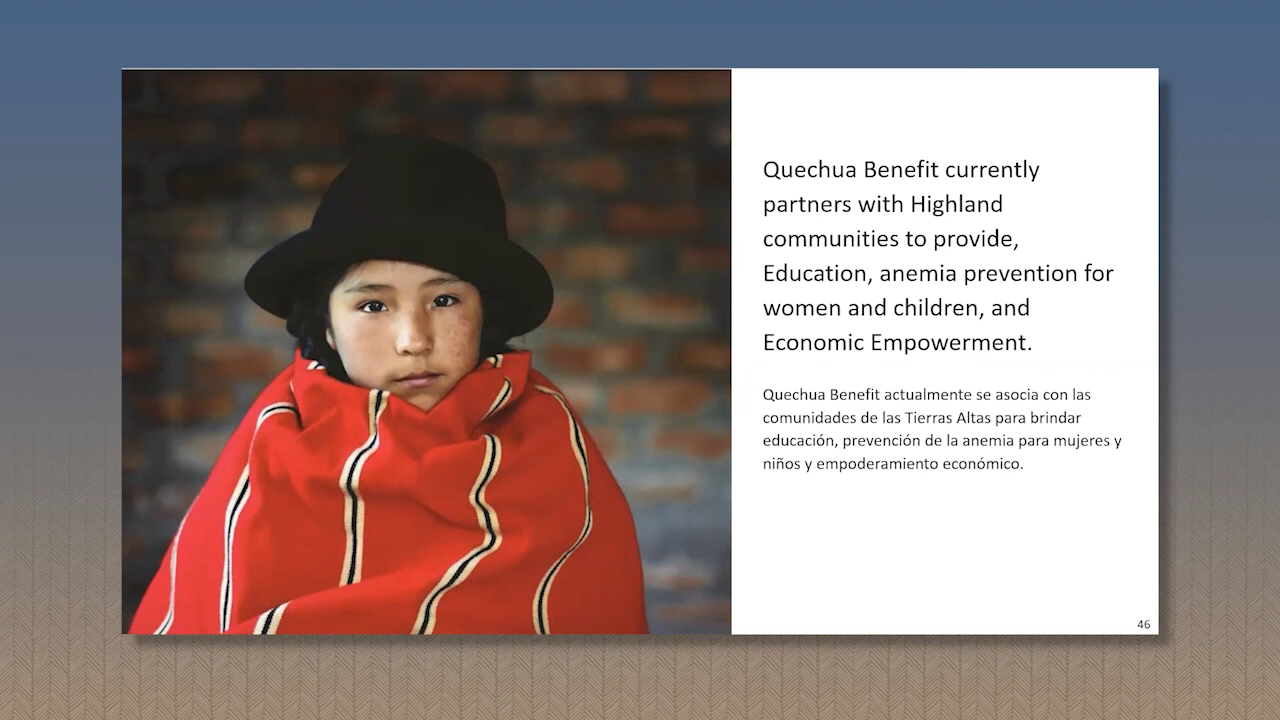 Quechua Benefit currently
partners with Highland
communities to provide,
Education, anemia prevention for
women and children, and
Economic Empowerment.
Quechua Benefit actualmente se asocia con las
comunidades de las Tierras Altas para brindar
educación, prevención de la anemia para mujeres y
niños y empoderamiento económico.
46